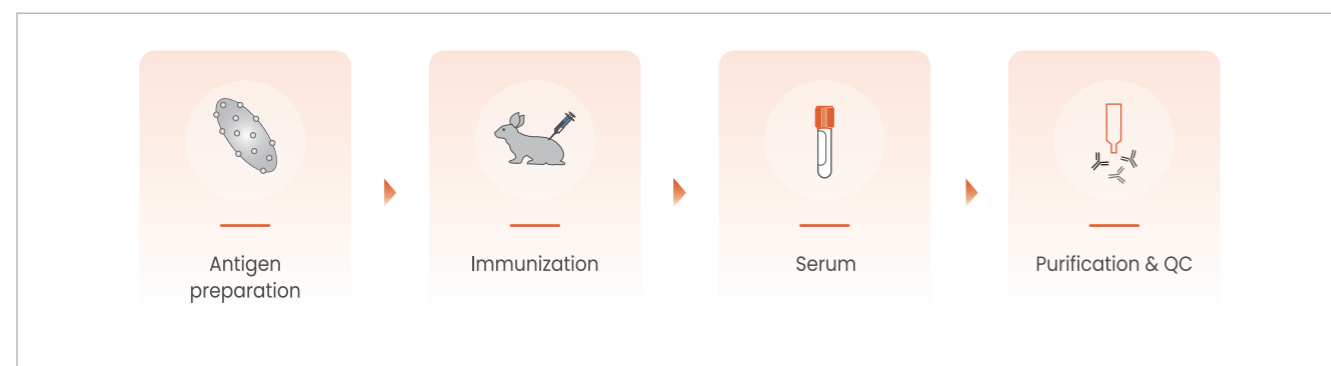 Antigen
preparation
Immunization
Serum
Purification & QC